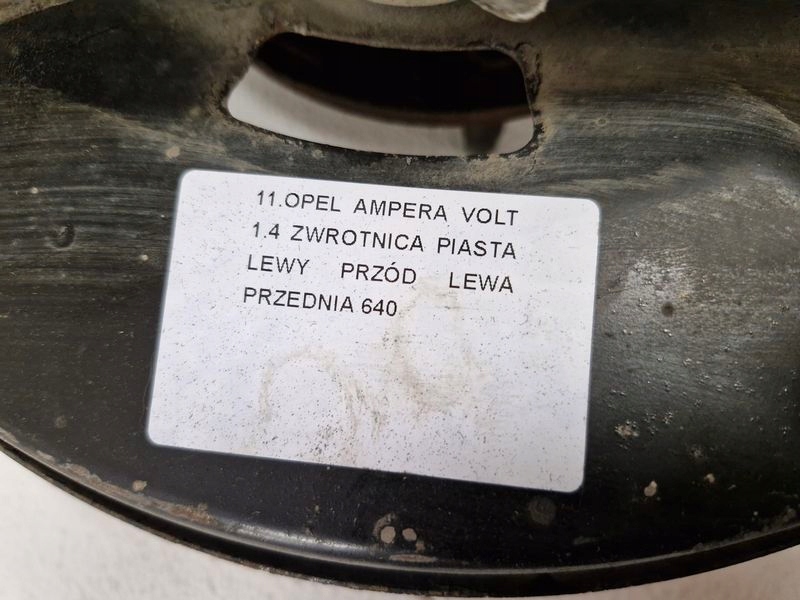 11.OPEL AMPERA VOLT
1.4 ZWROTNICA PIASTA
LEWY PRZÓD LEWA
PRZEDNIA 640